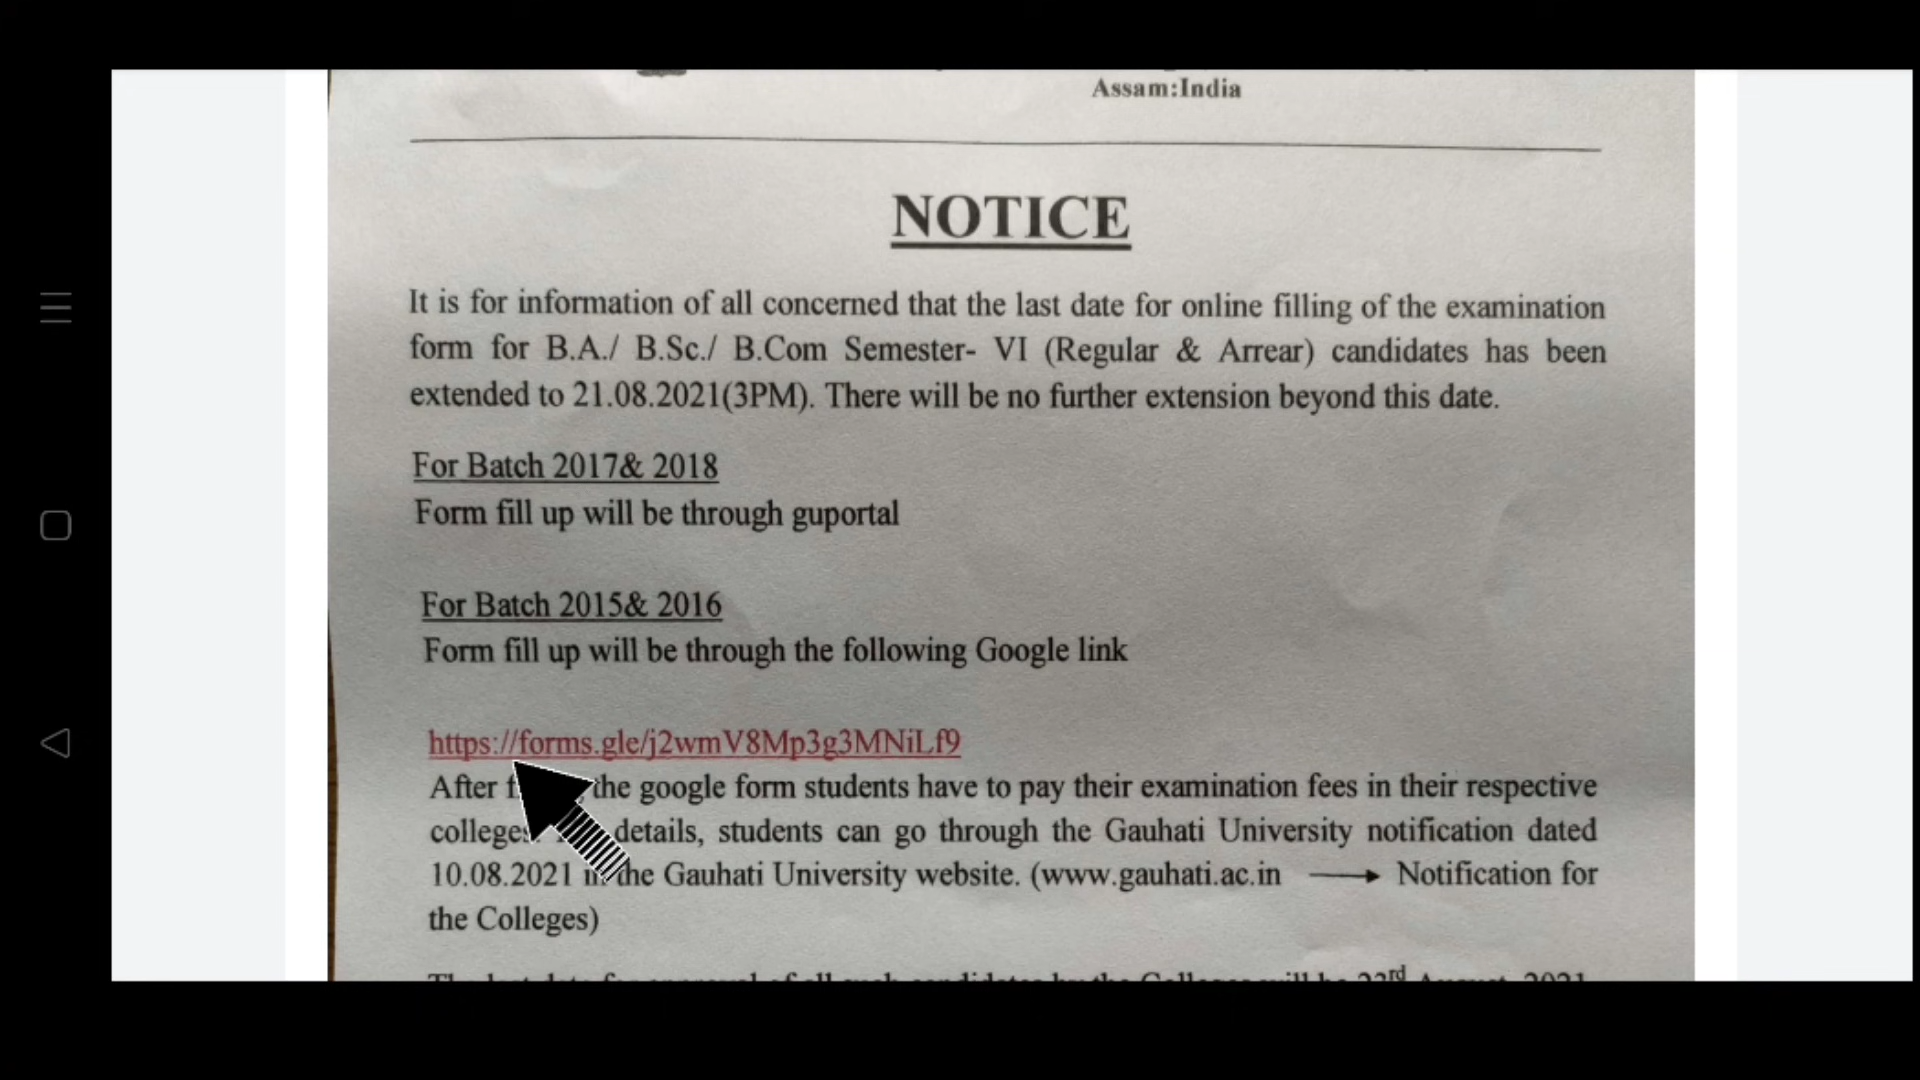 Assam:India
NOTICE
It is for information of all concerned that the last date for online filling of the examination
form for B.A./ B.Sc./ B.Com Semester- VI (Regular & Arrear) candidates has been
extended to 21.08.2021(3PM). There will be no further extension beyond this date.
For Batch 2017& 2018
Form fill up will be through guportal
For Batch 2015& 2016
Form fill up will be through the following Google link
https://forms.gle/j2wmV8Mp3g3MNiLf9
After the google form students have to pay their examination fees in their respective
colleges. details, students can go through the Gauhati University notification dated
10.08.2021 in the Gauhati University website. (www.gauhati.ac.in → Notification for
the Colleges)